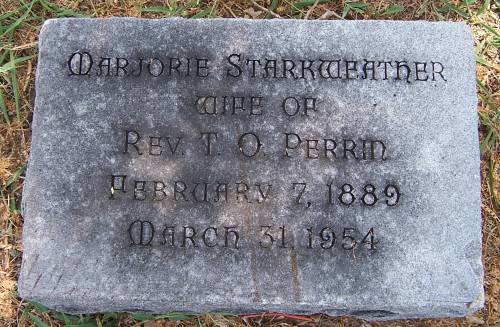 Marjorie Starkweather
wife of
Rev. T. O. Perrin
February 7, 1889
March 31, 1954